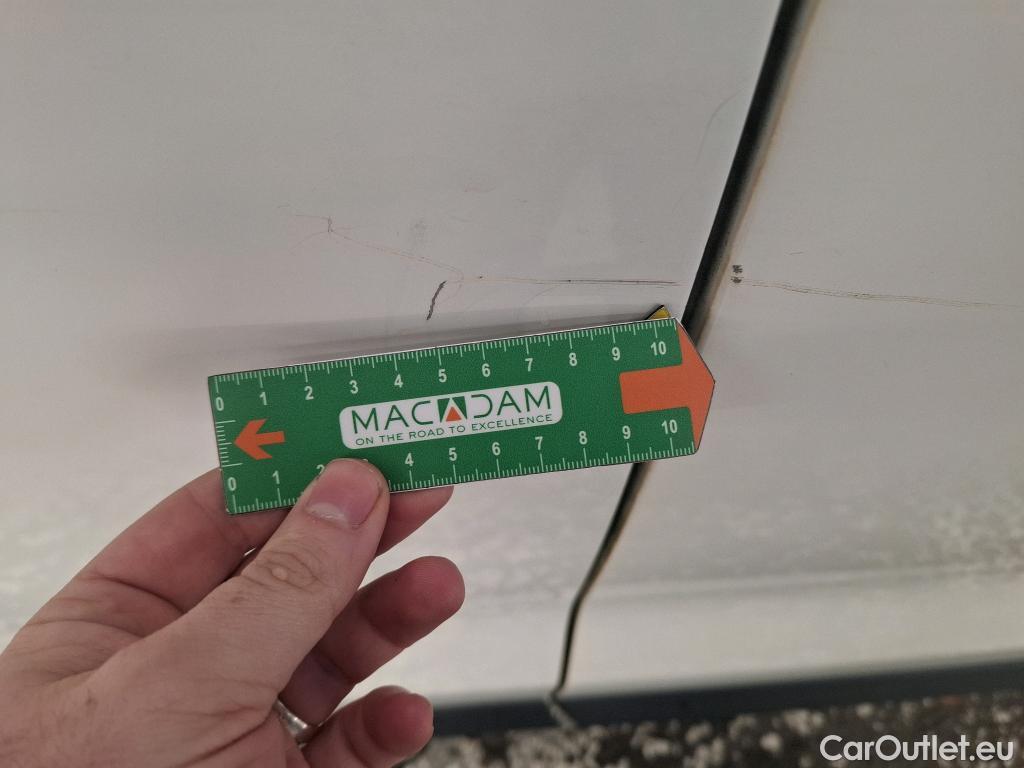 0 1 2 3 4 5 6 7 8 9 10
MACADAM
ON THE ROAD TO EXCELLENCE
0 1 2 4 5 6 7 8 9 10
CarOutlet.eu